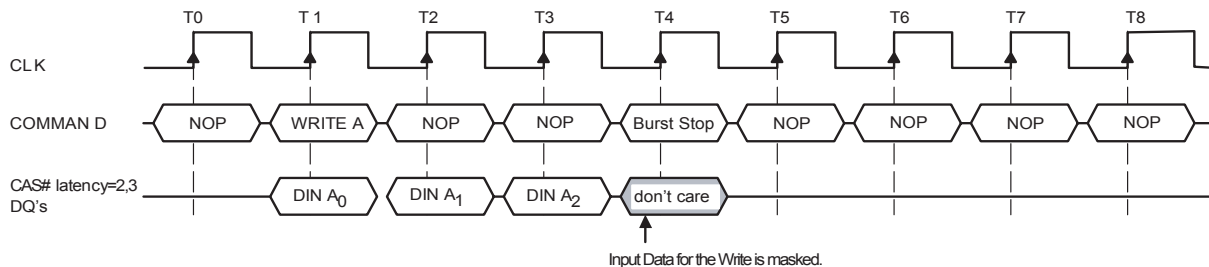 T0 T 1 T2 T3 T4 T5 T6 T7 T8
CLK
COMMAN D NOP WRITE A NOP NOP Burst Stop NOP NOP NOP NOP
CAS# latency=2,3
DQ's DIN A0 DIN A1 DIN A2 don't care
Input Data for the Write is masked.